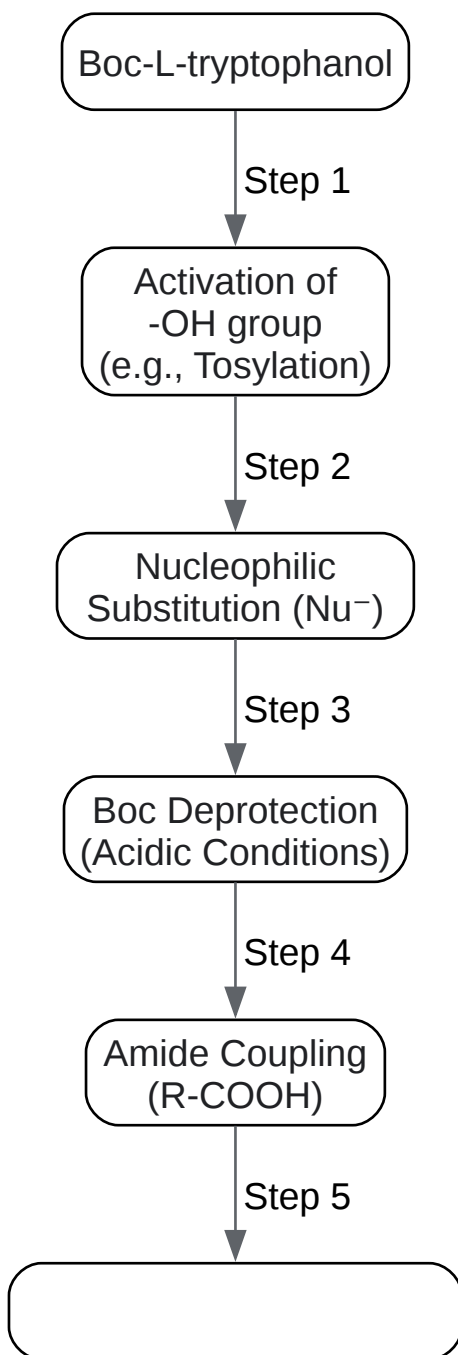 Boc-L-tryptophanol
Step 1
Activation of
-OH group
(e.g., Tosylation)
Step 2
Nucleophilic
Substitution (Nu⁻)
Step 3
Boc Deprotection
(Acidic Conditions)
Step 4
Amide Coupling
(R-COOH)
Step 5